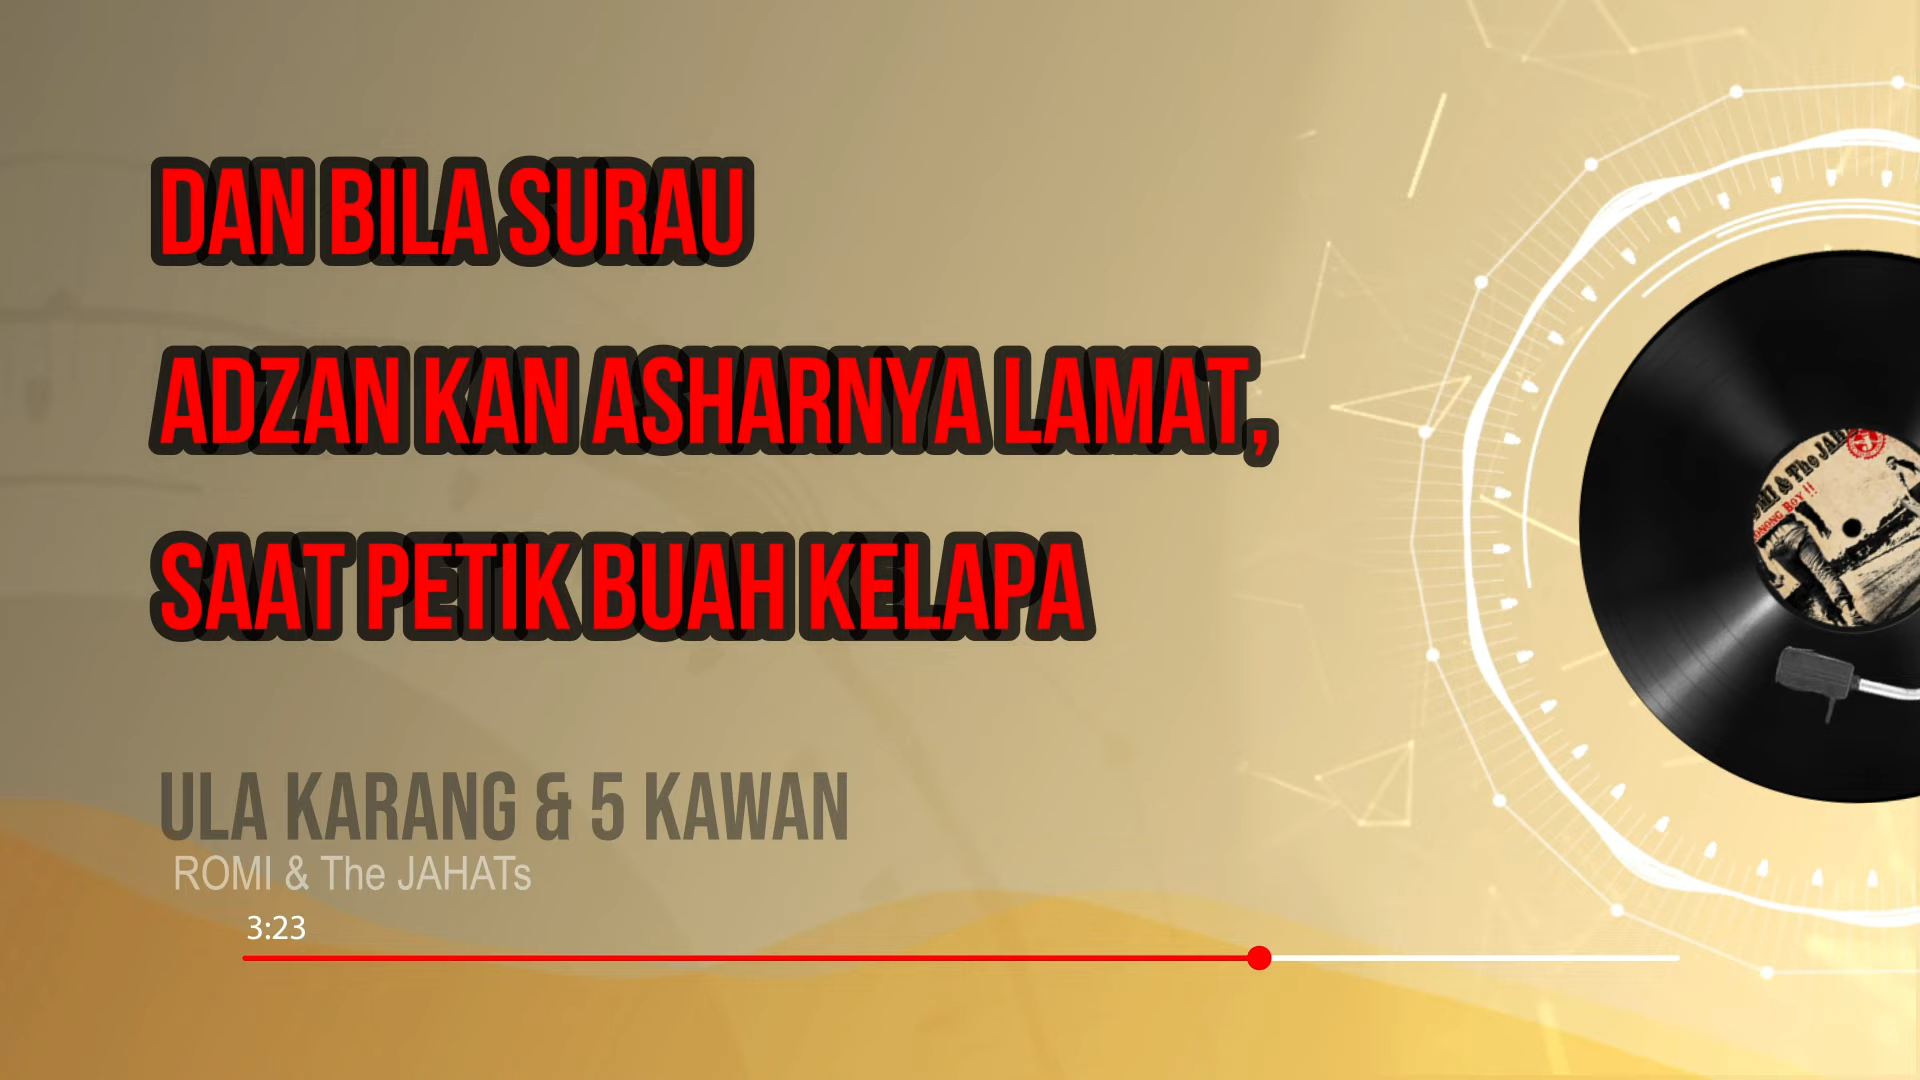 DAN BILA SURAU
ADZAN KAN ASHARNYA LAMAT,
SAAT PETIK BUAH KELAPA
ULA KARANG & 5 KAWAN
ROMI & The JAHATs
3:23